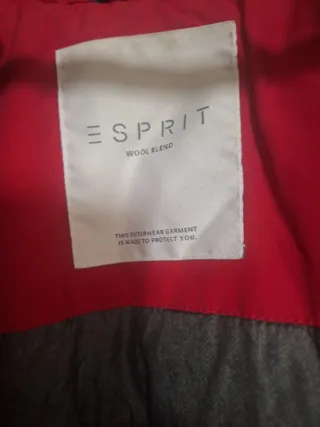 ESPRIT
WOOL BLEND
THIS OUTERWEAR GARMENT
IS MADE TO PROTECT YOU.